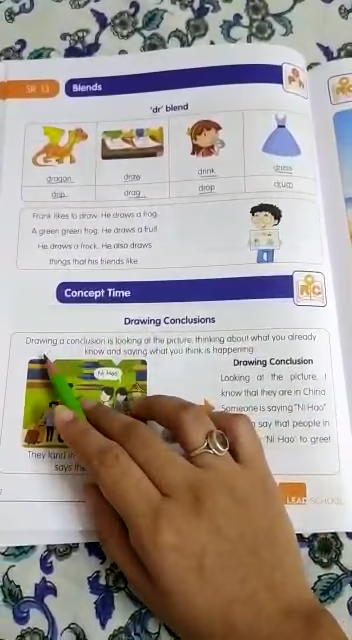 SR 13
Blends
'dr' blend
dragon draw drink dress
drip drag drop drum
Frank likes to draw. He draws a frog.
A green green frog. He draws a fruit.
He draws a frock. He also draws
things that his friends like.
Concept Time
Drawing Conclusions
Drawing a conclusion is looking at the picture, thinking about what you already
know and saying what you think is happening.
Ni Hao
Drawing Conclusion
Looking at the picture, I
know that they are in China.
Someone is saying "Ni Hao".
say that people in
'Ni Hao' to greet
They land in
says
LEAD SCHOOL